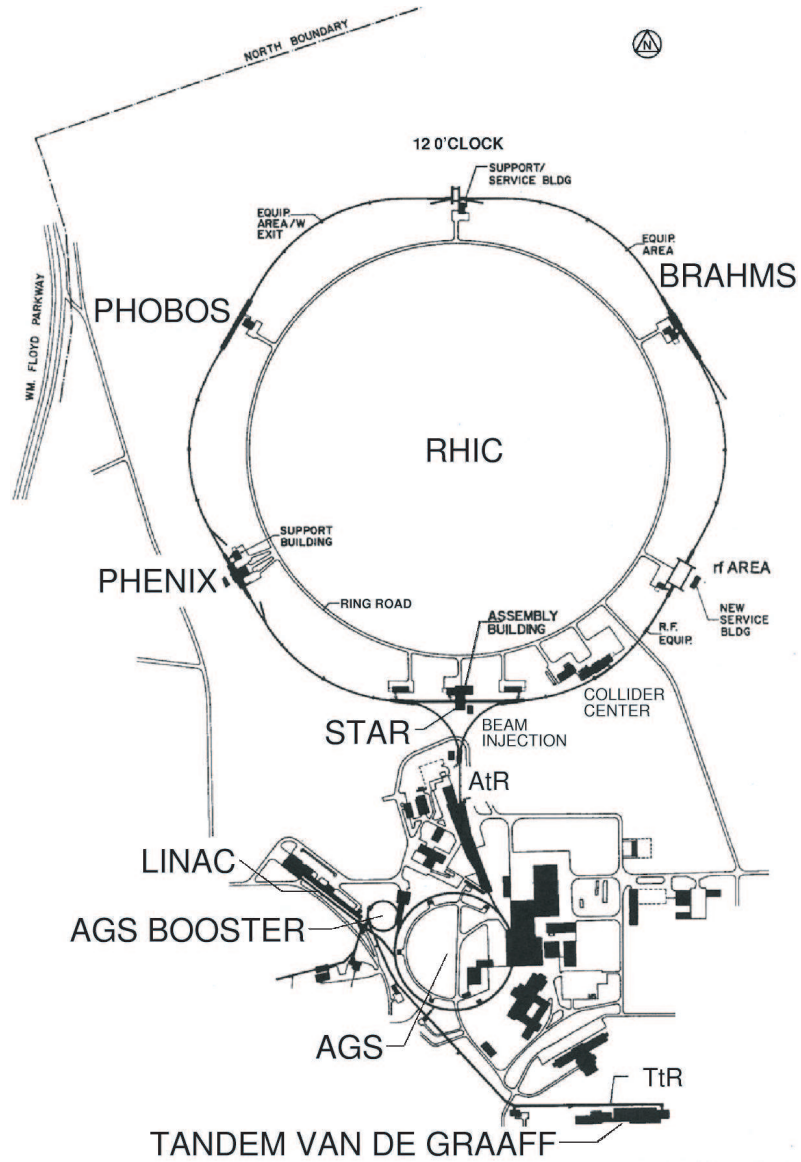 NORTH BOUNDARY
N
12 0'CLOCK
SUPPORT/
SERVICE BLDG
EQUIP.
AREA/W
EXIT
EQUIP.
AREA
BRAHMS
PHOBOS
WM. FLOYD PARKWAY
RHIC
SUPPORT
BUILDING
PHENIX
rf AREA
RING ROAD
NEW
SERVICE
BLDG
ASSEMBLY
BUILDING
R.F.
EQUIP.
COLLIDER
CENTER
STAR
BEAM
INJECTION
AtR
LINAC
AGS BOOSTER
AGS
TtR
TANDEM VAN DE GRAAFF